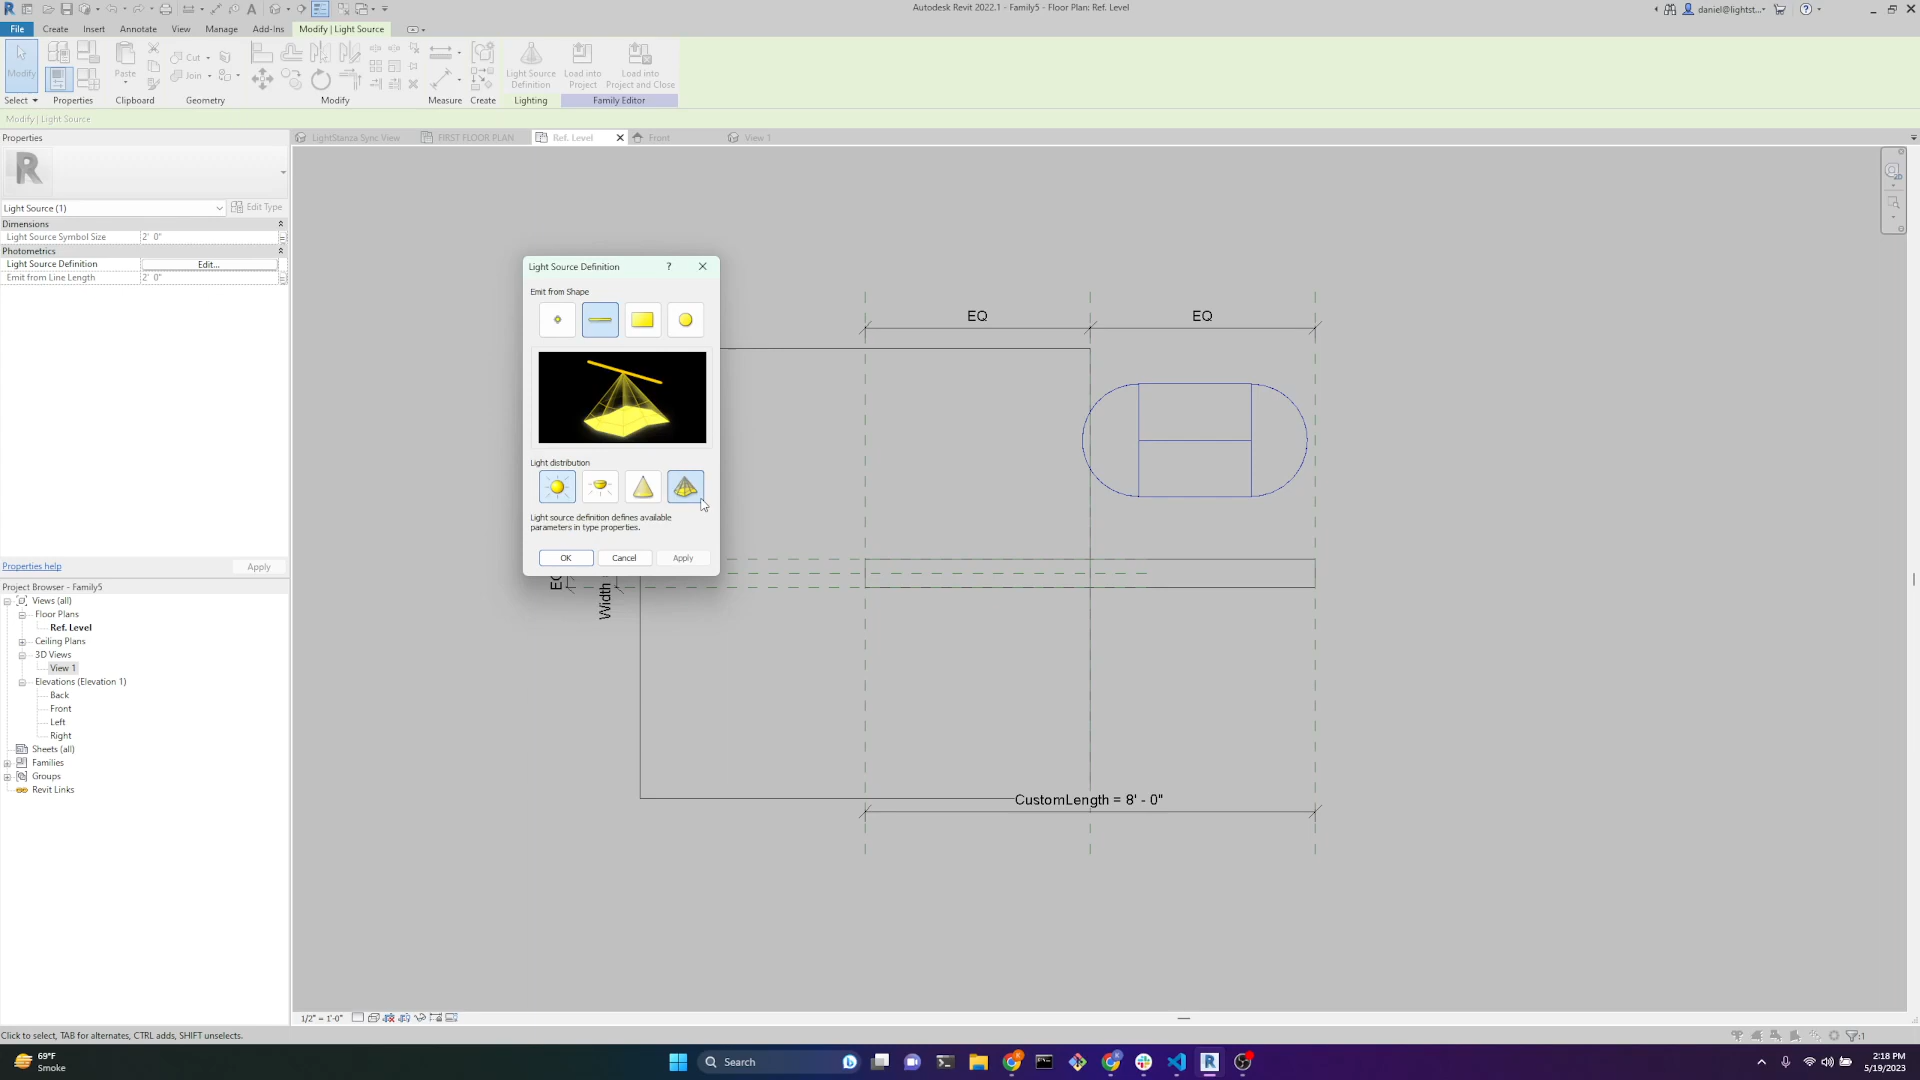 Autodesk Revit 2022.1 - Family5 - Floor Plan: Ref. Level
daniel@lightst...
File
Create
Insert
Annotate
View
Manage
Add-Ins
Modify | Light Source
Modify
Paste
Cut
Join
Light Source Definition
Load into Project
Load into Project and Close
Select
Properties
Clipboard
Geometry
Modify
Measure
Create
Lighting
Family Editor
Modify | Light Source
Properties
LightStanza Sync View
FIRST FLOOR PLAN
Ref. Level
Front
View 1
Light Source (1)
Edit Type
Dimensions
Light Source Symbol Size
2' 0"
Photometrics
Light Source Definition
Edit...
Emit from Line Length
2' 0"
Properties help
Apply
Project Browser - Family5
Views (all)
Floor Plans
Ref. Level
Ceiling Plans
3D Views
View 1
Elevations (Elevation 1)
Back
Front
Left
Right
Sheets (all)
Families
Groups
Revit Links
Light Source Definition
?
Emit from Shape
Light distribution
Light source definition defines available
parameters in type properties.
OK
Cancel
Apply
EQ
EQ
EQ
Width
CustomLength = 8' - 0"
2D
1/2" = 1'-0"
Click to select, TAB for alternates, CTRL adds, SHIFT unselects.
:1
69°F
Smoke
Search
2:18 PM
5/19/2023